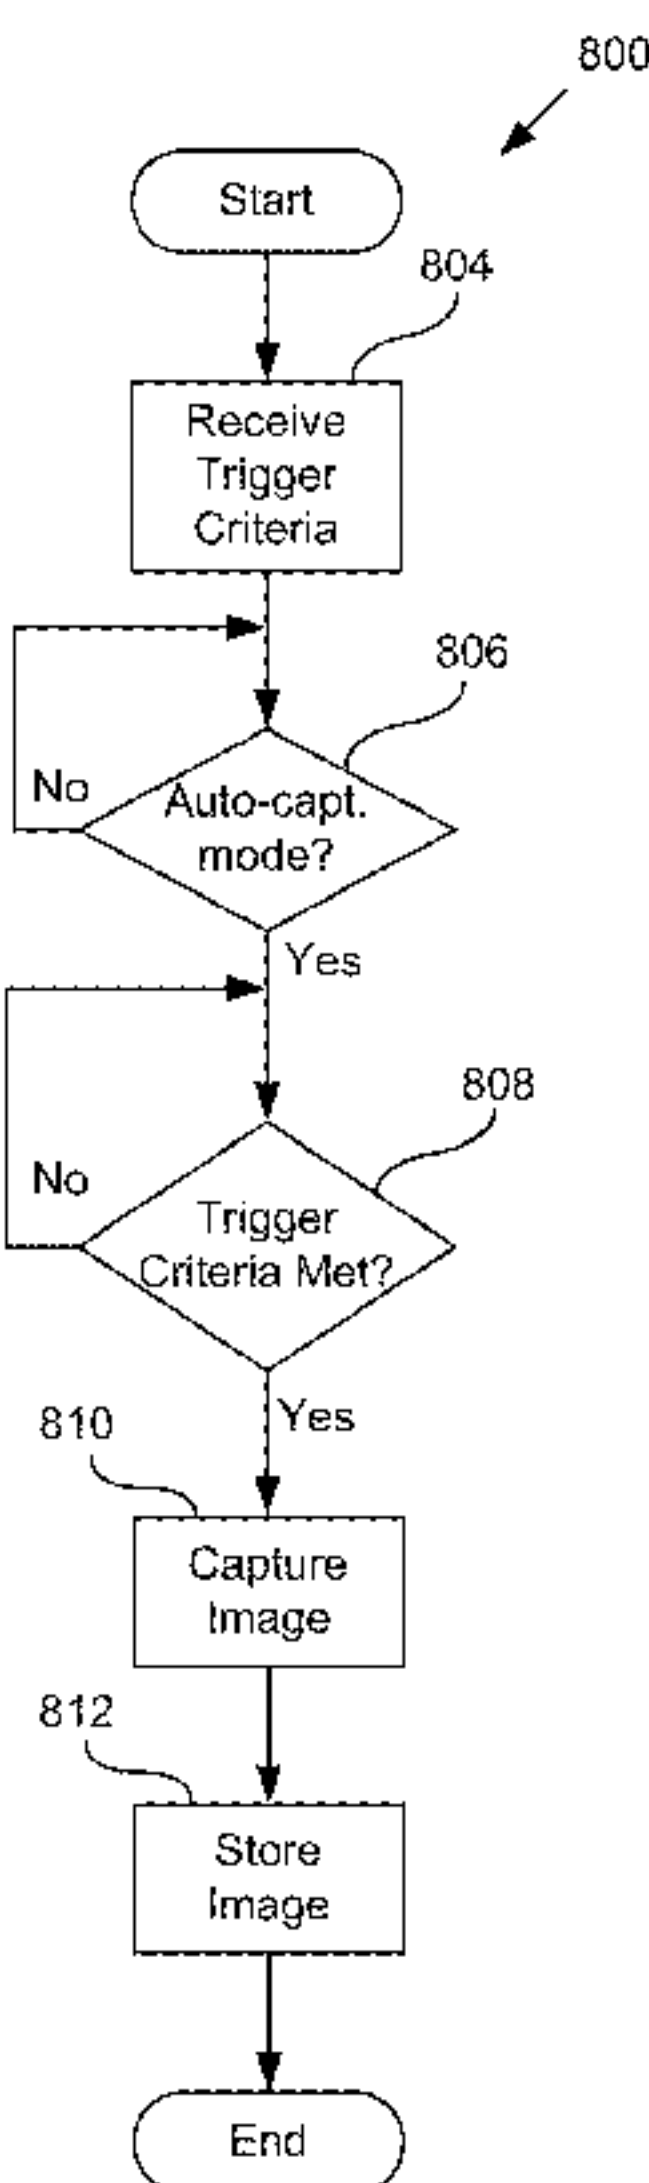 800
Start
804
Receive
Trigger
Criteria
806
No
Auto-capt.
mode?
Yes
808
No
Trigger
Criteria Met?
Yes
810
Capture
Image
812
Store
Image
End